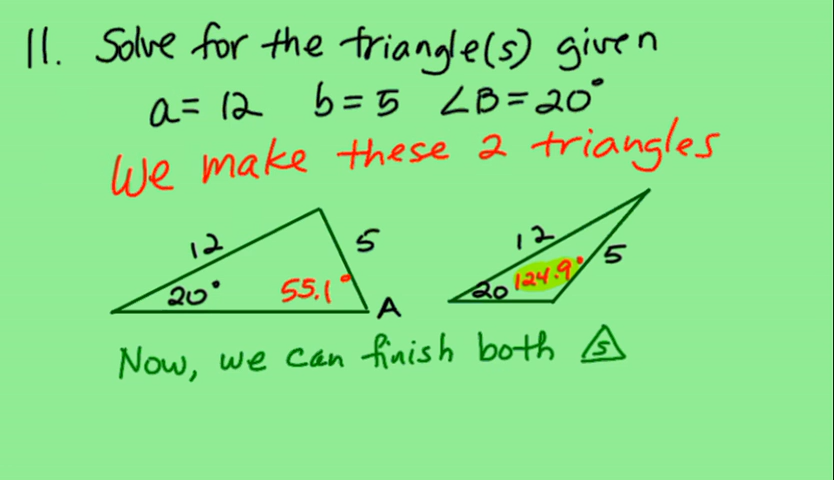 11. Solve for the triangle(s) given
a = 12 b = 5 ∠B = 20°
We make these 2 triangles
12 5 12 5
20° 55.1° A 20 124.9°
Now, we can finish both △s